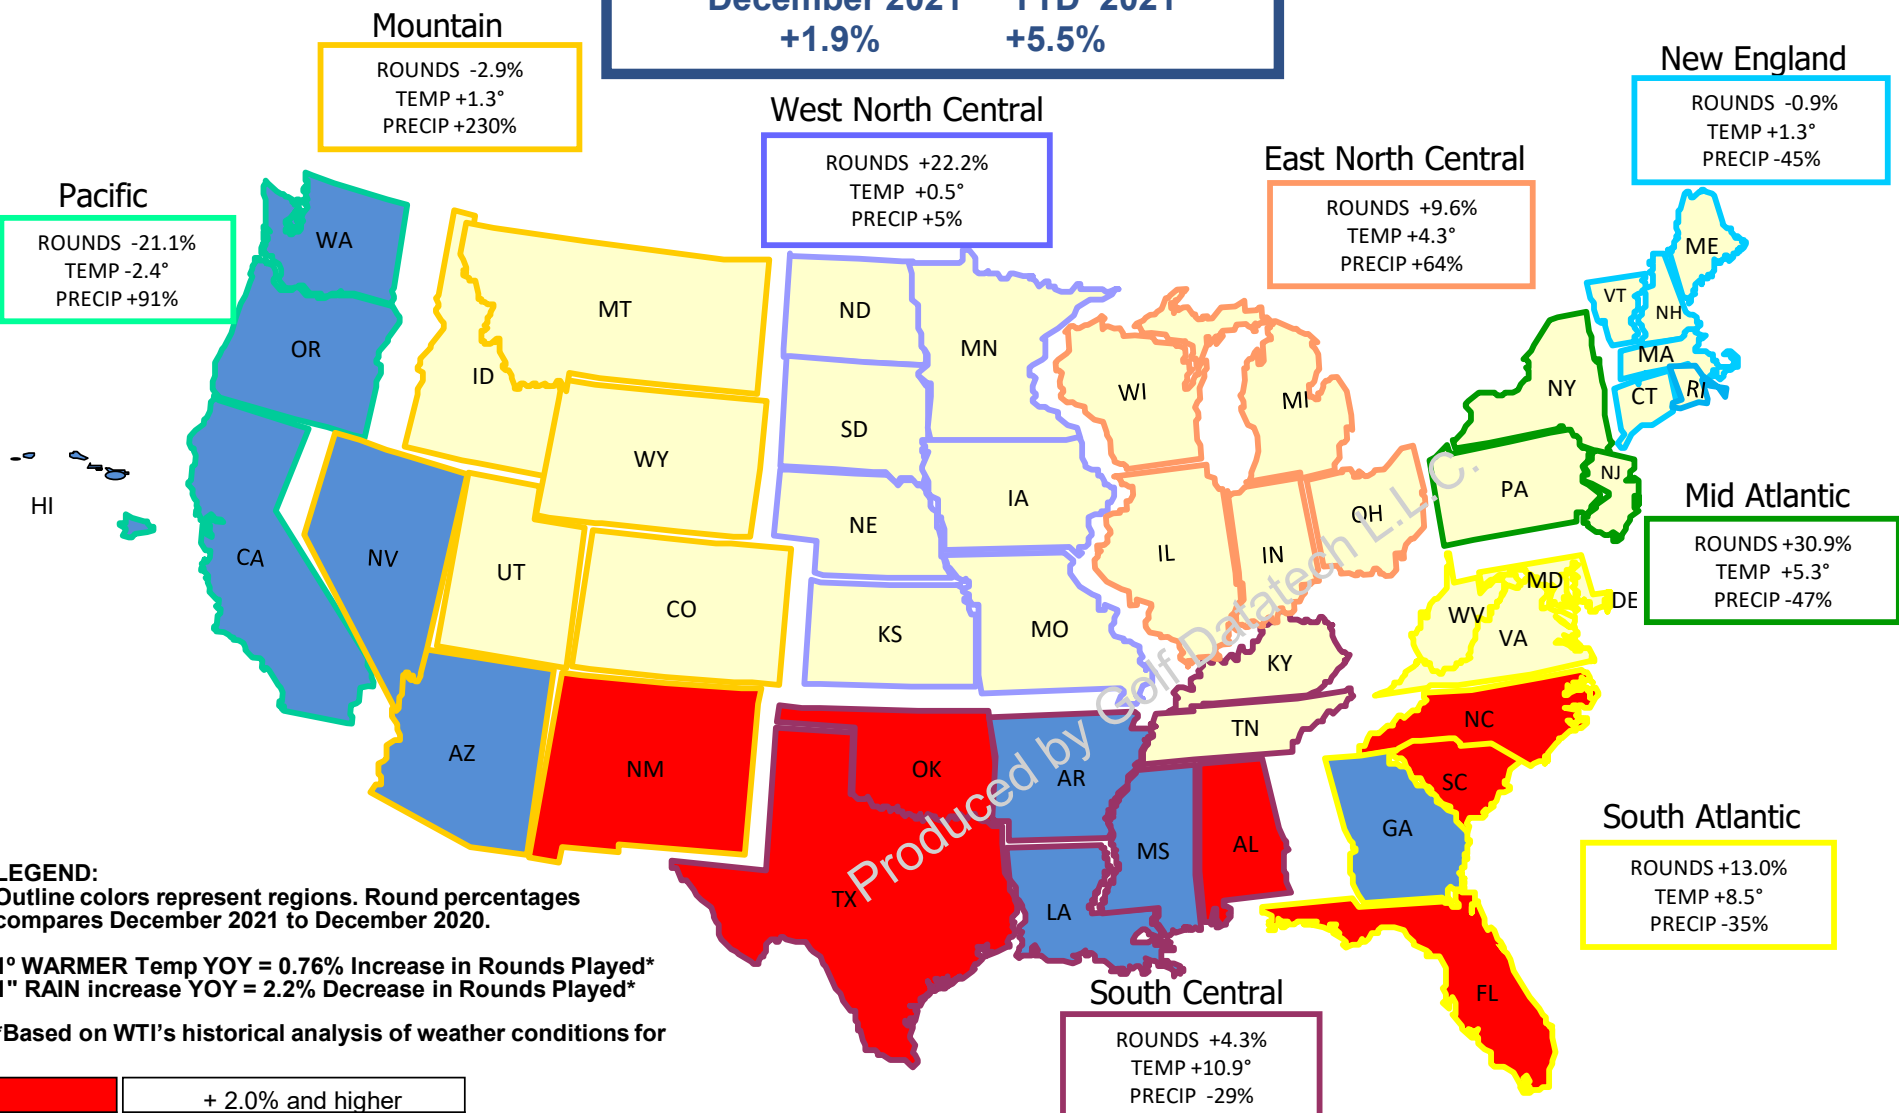 December 2021 YTD 2021
+1.9% +5.5%
Mountain
ROUNDS -2.9%
TEMP +1.3°
PRECIP +230%
New England
ROUNDS -0.9%
TEMP +1.3°
PRECIP -45%
West North Central
ROUNDS +22.2%
TEMP +0.5°
PRECIP +5%
East North Central
ROUNDS +9.6%
TEMP +4.3°
PRECIP +64%
Pacific
ROUNDS -21.1%
TEMP -2.4°
PRECIP +91%
WA
OR
CA
HI
MT
ID
WY
NV
UT
CO
AZ
NM
ND
SD
NE
KS
MN
IA
MO
WI
MI
IL
IN
OH
ME
VT
NH
MA
CT
RI
NY
PA
NJ
Mid Atlantic
ROUNDS +30.9%
TEMP +5.3°
PRECIP -47%
MD
DE
WV
VA
KY
TN
NC
SC
GA
FL
OK
AR
TX
LA
MS
AL
Produced by Golf Datatech L.L.C.
South Atlantic
ROUNDS +13.0%
TEMP +8.5°
PRECIP -35%
South Central
ROUNDS +4.3%
TEMP +10.9°
PRECIP -29%
LEGEND:
Outline colors represent regions. Round percentages
compares December 2021 to December 2020.
1º WARMER Temp YOY = 0.76% Increase in Rounds Played*
1" RAIN increase YOY = 2.2% Decrease in Rounds Played*
*Based on WTI's historical analysis of weather conditions for
+ 2.0% and higher